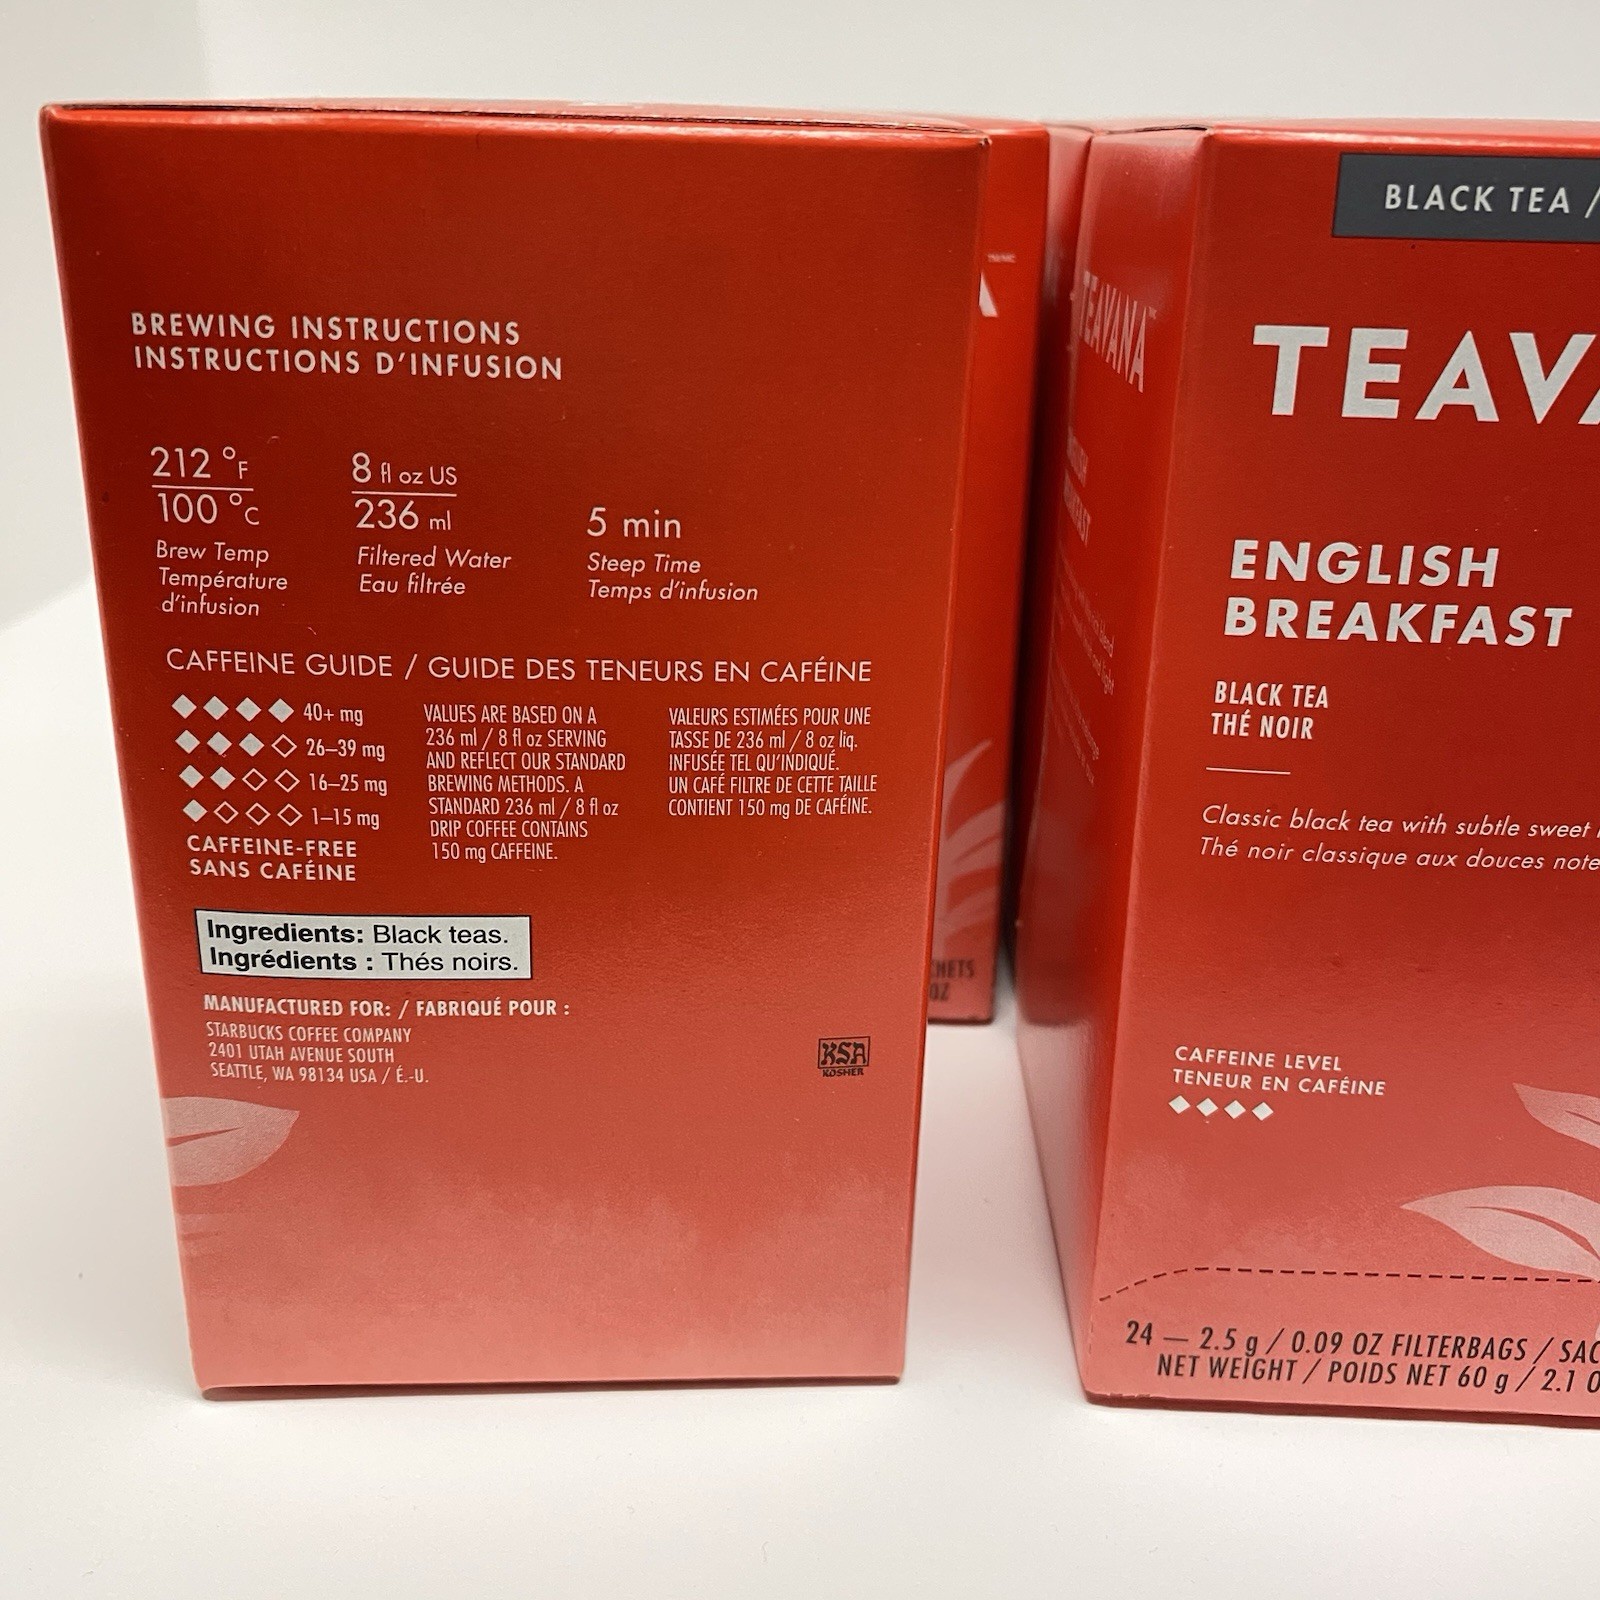 BREWING INSTRUCTIONS
INSTRUCTIONS D'INFUSION
212 °F
100 °C
Brew Temp
Température
d'infusion
8 fl oz US
236 ml
Filtered Water
Eau filtrée
5 min
Steep Time
Temps d'infusion
CAFFEINE GUIDE / GUIDE DES TENEURS EN CAFÉINE
40+ mg
26–39 mg
16–25 mg
1–15 mg
CAFFEINE-FREE
SANS CAFÉINE
VALUES ARE BASED ON A
236 ml / 8 fl oz SERVING
AND REFLECT OUR STANDARD
BREWING METHODS. A
STANDARD 236 ml / 8 fl oz
DRIP COFFEE CONTAINS
150 mg CAFFEINE.
VALEURS ESTIMÉES POUR UNE
TASSE DE 236 ml / 8 oz liq.
INFUSÉE TEL QU'INDIQUÉ.
UN CAFÉ FILTRE DE CETTE TAILLE
CONTIENT 150 mg DE CAFÉINE.
Ingredients: Black teas.
Ingrédients : Thés noirs.
MANUFACTURED FOR: / FABRIQUÉ POUR :
STARBUCKS COFFEE COMPANY
2401 UTAH AVENUE SOUTH
SEATTLE, WA 98134 USA / É.-U.
KSA
KOSHER
TEAVANA
BLACK TEA /
TEAVA
ENGLISH
BREAKFAST
BLACK TEA
THÉ NOIR
Classic black tea with subtle sweet
Thé noir classique aux douces note
CAFFEINE LEVEL
TENEUR EN CAFÉINE
24 — 2.5 g / 0.09 OZ FILTERBAGS / SAC
NET WEIGHT / POIDS NET 60 g / 2.1 O